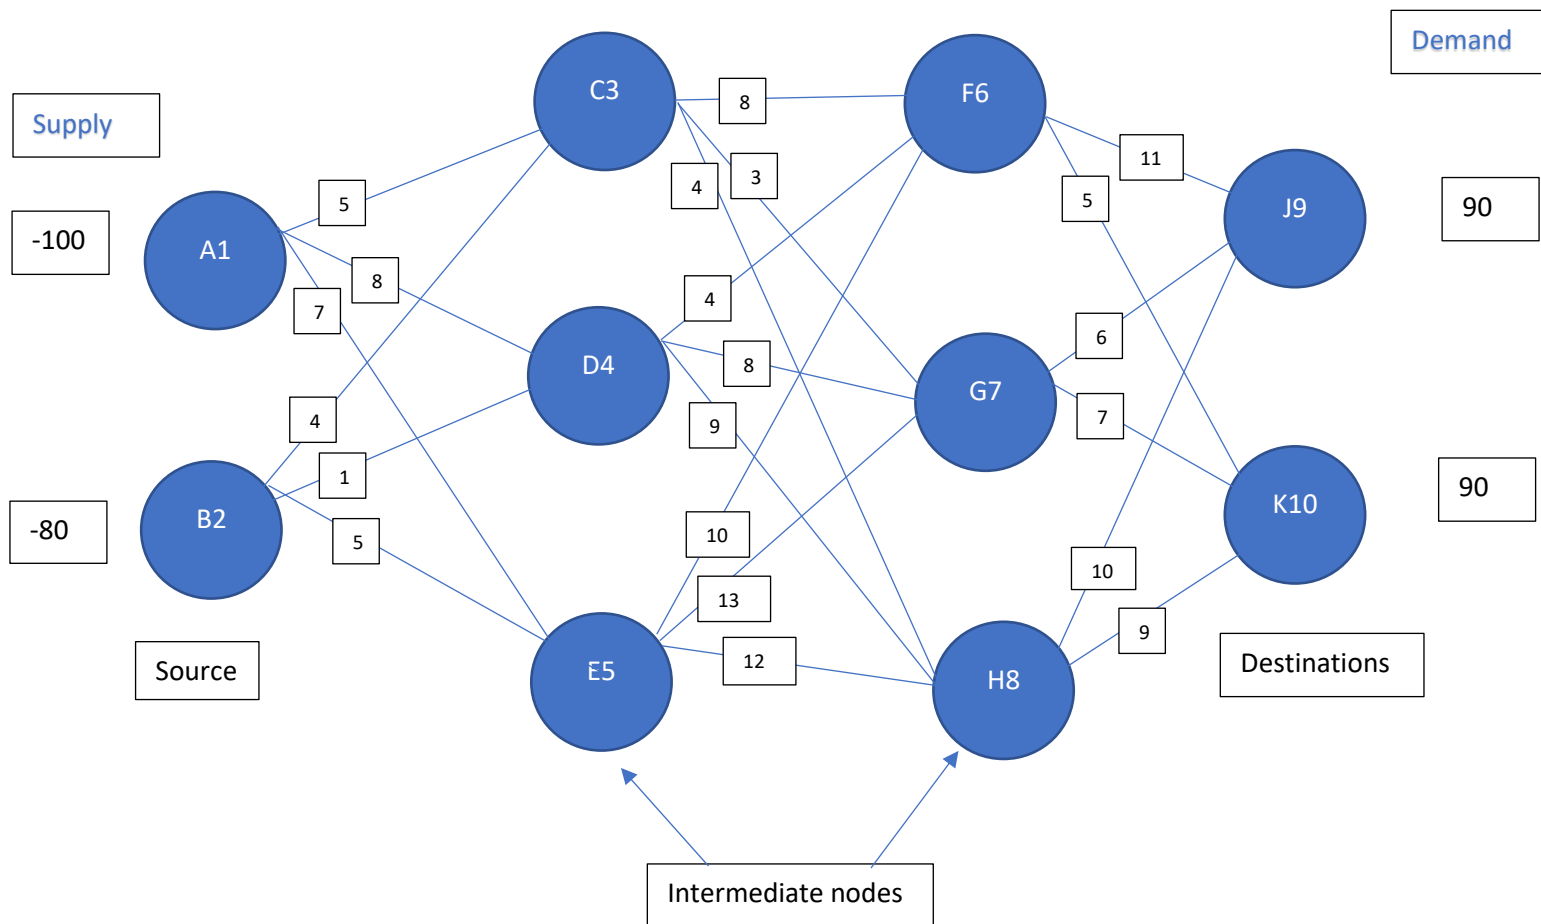 Demand
Supply
C3
F6
8
11
3
4
5
5
J9
90
-100
A1
8
7
4
6
D4
8
G7
7
9
4
1
90
K10
-80
B2
5
10
10
13
9
12
Source
E5
H8
Destinations
Intermediate nodes